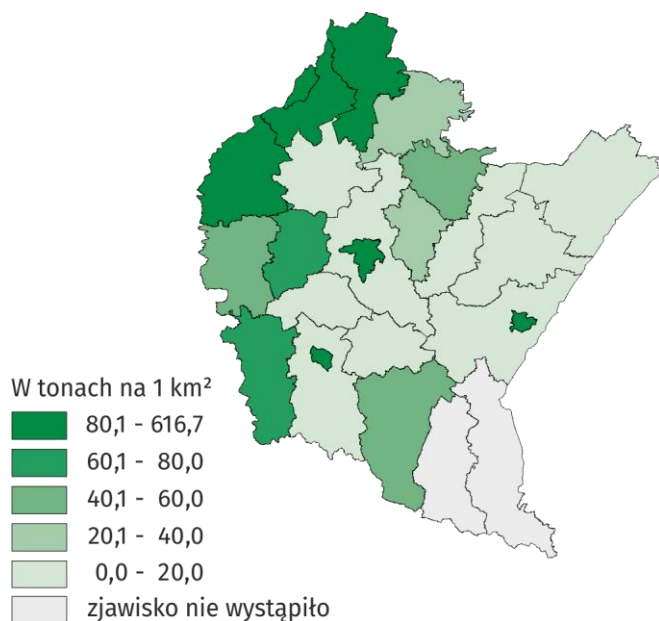 W tonach na 1 km²
80,1 - 616,7
60,1 - 80,0
40,1 - 60,0
20,1 - 40,0
0,0 - 20,0
zjawisko nie wystąpiło